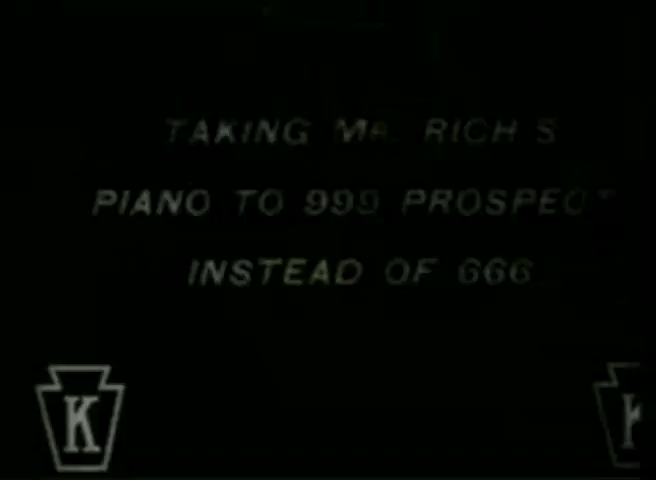 TAKING MR. RICH'S
PIANO TO 999 PROSPECT
INSTEAD OF 666
K K